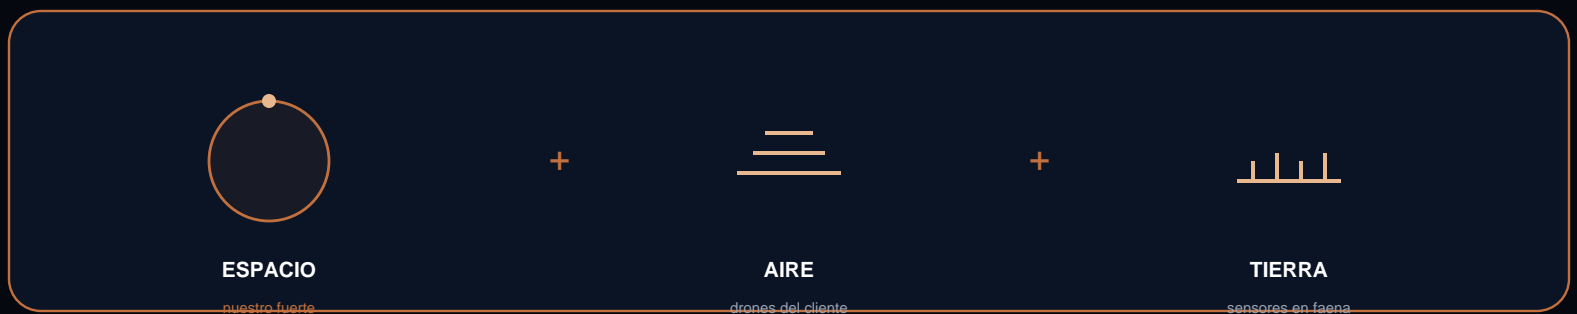 + +
ESPACIO AIRE TIERRA
nuestro fuerte drones del cliente sensores en faena